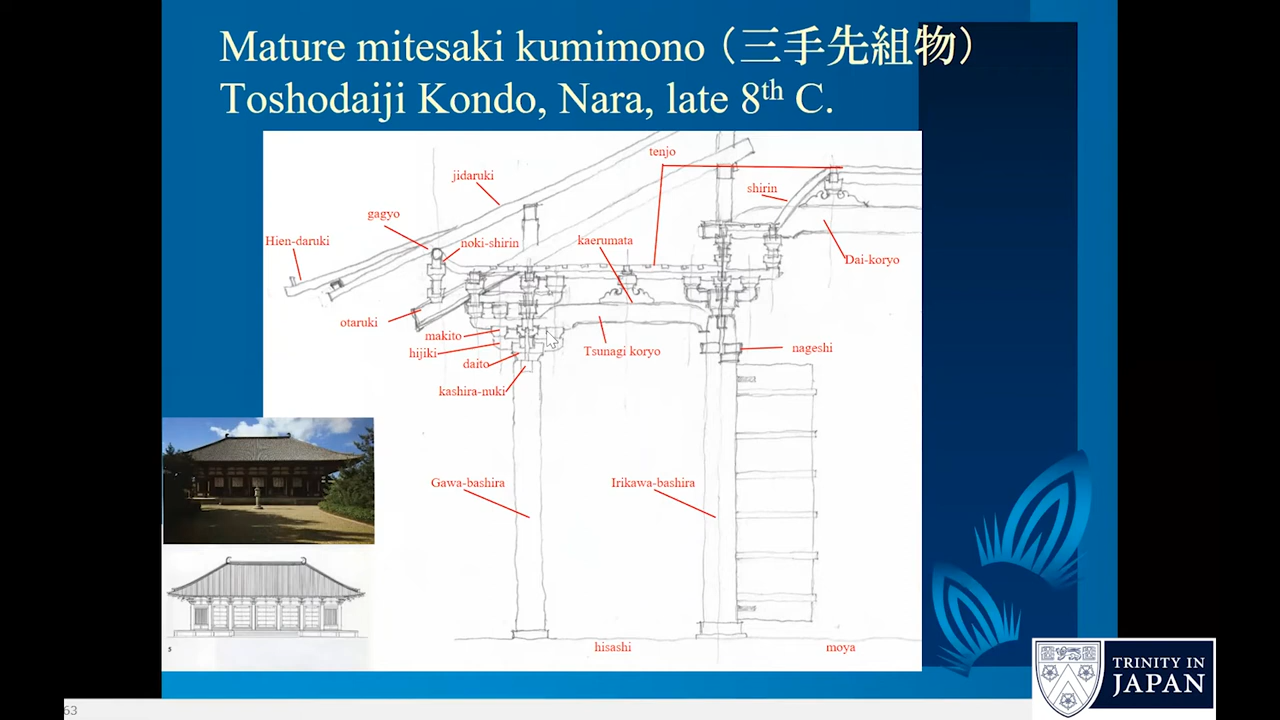 Mature mitesaki kumimono（三手先組物）
Toshodaiji Kondo, Nara, late 8th C.
tenjo
jidaruki
shirin
gagyo
Hien-daruki
noki-shirin
kaerumata
Dai-koryo
otaruki
makito
hijiki
Tsunagi koryo
nageshi
daito
kashira-nuki
Gawa-bashira
Irikawa-bashira
hisashi
moya
5
TRINITY IN
JAPAN
63